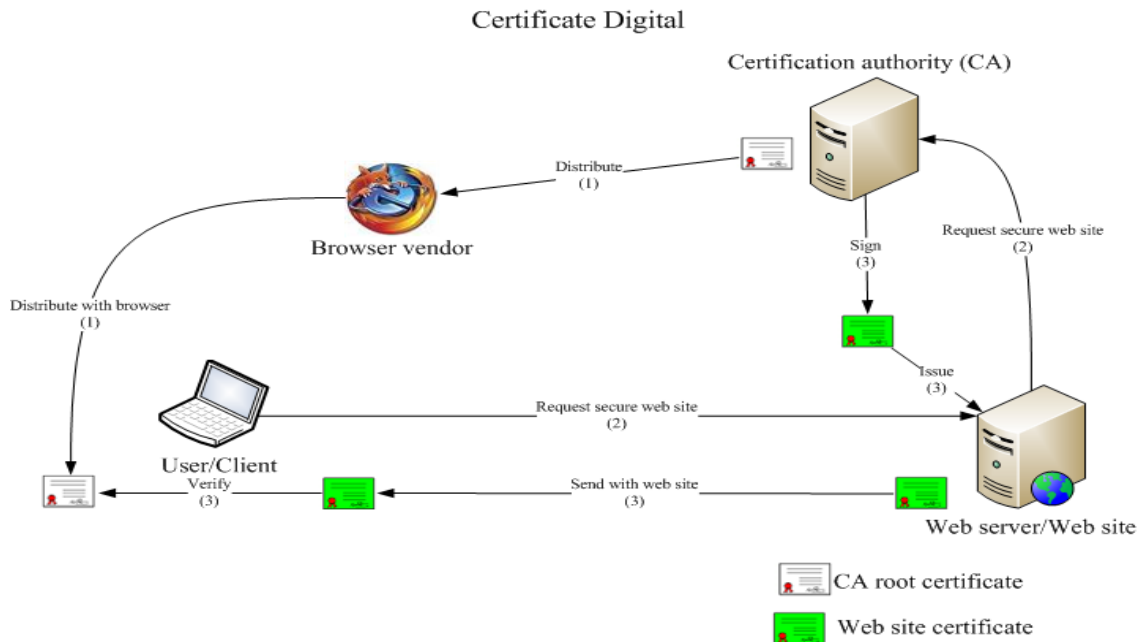 Certificate Digital
Certification authority (CA)
Distribute
(1)
Browser vendor
Request secure web site
(2)
Sign
(3)
Distribute with browser
(1)
Issue
(3)
Request secure web site
(2)
User/Client
Verify
(3)
Send with web site
(3)
Web server/Web site
CA root certificate
Web site certificate